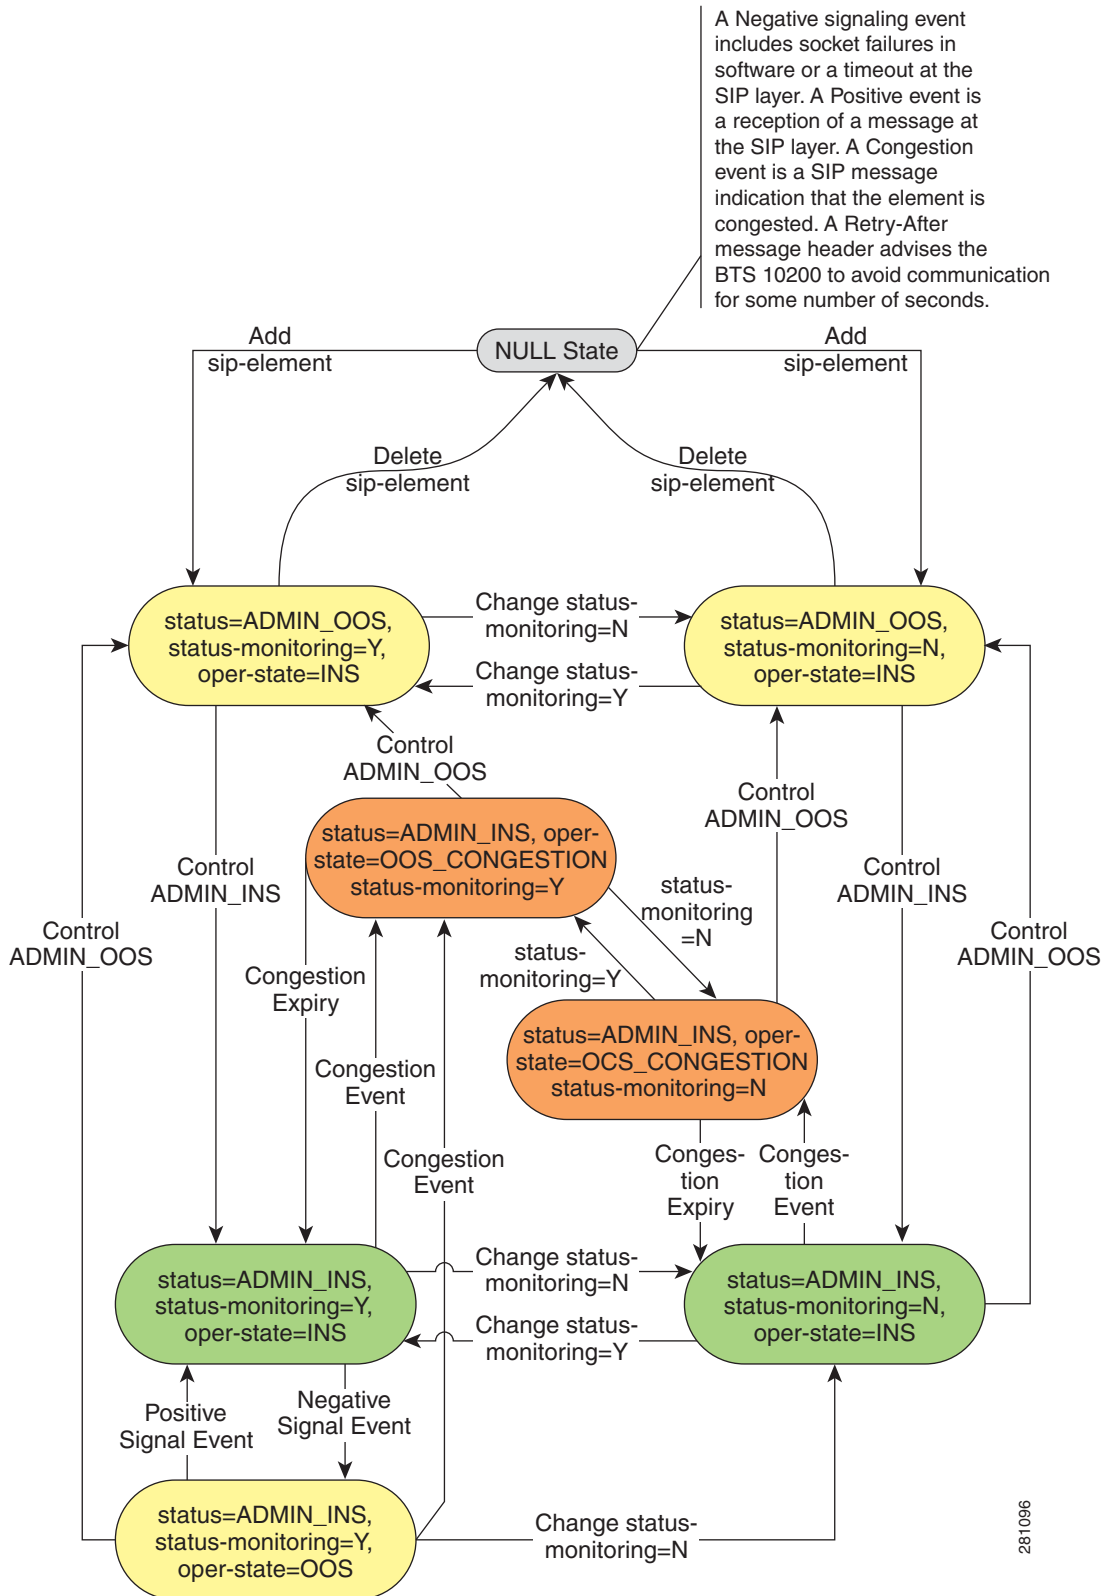 A Negative signaling event
includes socket failures in
software or a timeout at the
SIP layer. A Positive event is
a reception of a message at
the SIP layer. A Congestion
event is a SIP message
indication that the element is
congested. A Retry-After
message header advises the
BTS 10200 to avoid communication
for some number of seconds.
Add
sip-element
NULL State
Add
sip-element
Delete
sip-element
Delete
sip-element
status=ADMIN_OOS,
status-monitoring=Y,
oper-state=INS
Change status-
monitoring=N
Change status-
monitoring=Y
status=ADMIN_OOS,
status-monitoring=N,
oper-state=INS
Control
ADMIN_OOS
Control
ADMIN_OOS
status=ADMIN_INS, oper-
state=OOS_CONGESTION
status-monitoring=Y
Control
ADMIN_INS
Control
ADMIN_INS
status-
monitoring
=N
Control
ADMIN_OOS
Control
ADMIN_OOS
status-
monitoring=Y
Congestion
Expiry
status=ADMIN_INS, oper-
state=OCS_CONGESTION
status-monitoring=N
Congestion
Event
Congestion
Event
Conges-
tion
Expiry
Conges-
tion
Event
status=ADMIN_INS,
status-monitoring=Y,
oper-state=INS
Change status-
monitoring=N
Change status-
monitoring=Y
status=ADMIN_INS,
status-monitoring=N,
oper-state=INS
Positive
Signal Event
Negative
Signal Event
status=ADMIN_INS,
status-monitoring=Y,
oper-state=OOS
Change status-
monitoring=N
281096